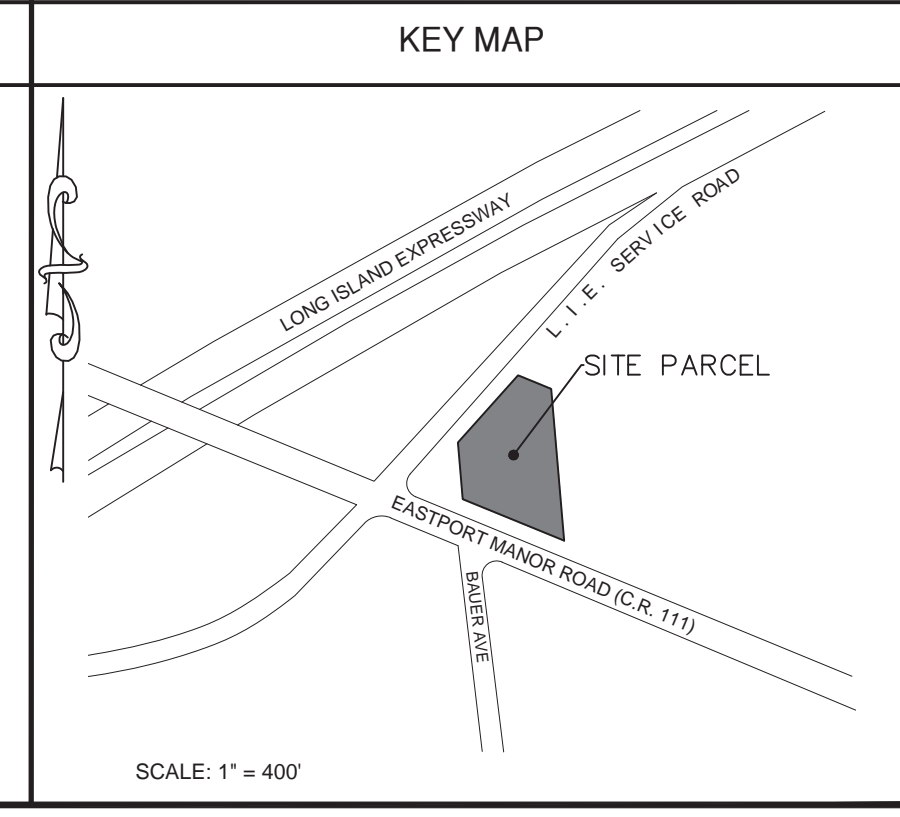 KEY MAP
LONG ISLAND EXPRESSWAY
L.I.E. SERVICE ROAD
SITE PARCEL
EASTPORT MANOR ROAD (C.R. 111)
BAUER AVE
SCALE: 1" = 400'